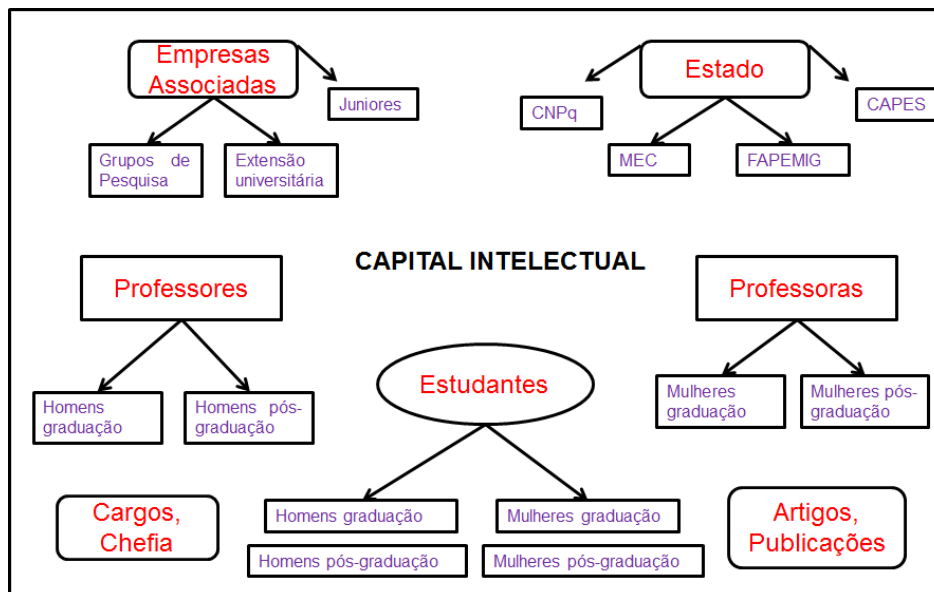 Empresas
Associadas
Juniores
Grupos de
Pesquisa
Extensão
universitária
Estado
CNPq
CAPES
MEC
FAPEMIG
CAPITAL INTELECTUAL
Professores
Homens
graduação
Homens pós-
graduação
Professoras
Mulheres
graduação
Mulheres pós-
graduação
Estudantes
Homens graduação
Mulheres graduação
Homens pós-graduação
Mulheres pós-graduação
Cargos,
Chefia
Artigos,
Publicações